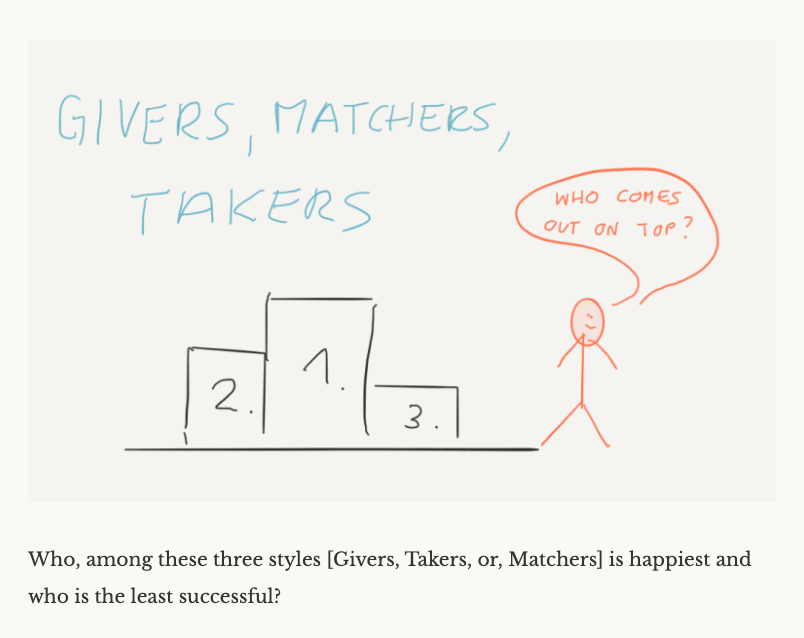 GIVERS, MATCHERS,
TAKERS
WHO COMES
OUT ON TOP?
2.
1.
3.
Who, among these three styles [Givers, Takers, or, Matchers] is happiest and
who is the least successful?